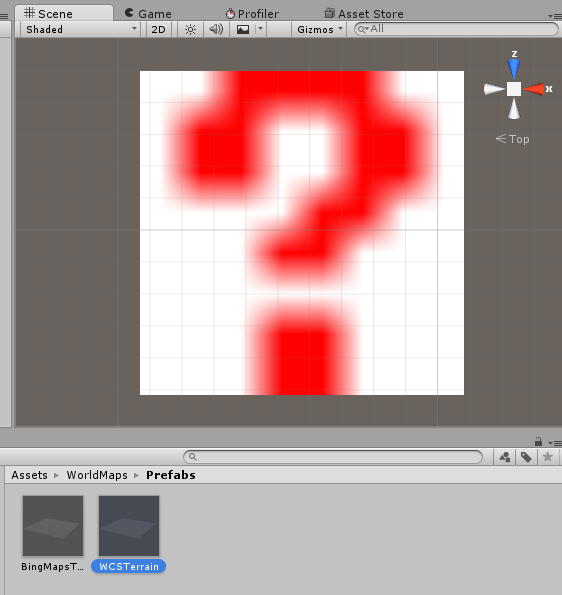 Scene Game Profiler Asset Store
Shaded 2D Gizmos All
z
x
Top
Assets ▸ WorldMaps ▸ Prefabs
BingMapsT... WCSTerrain